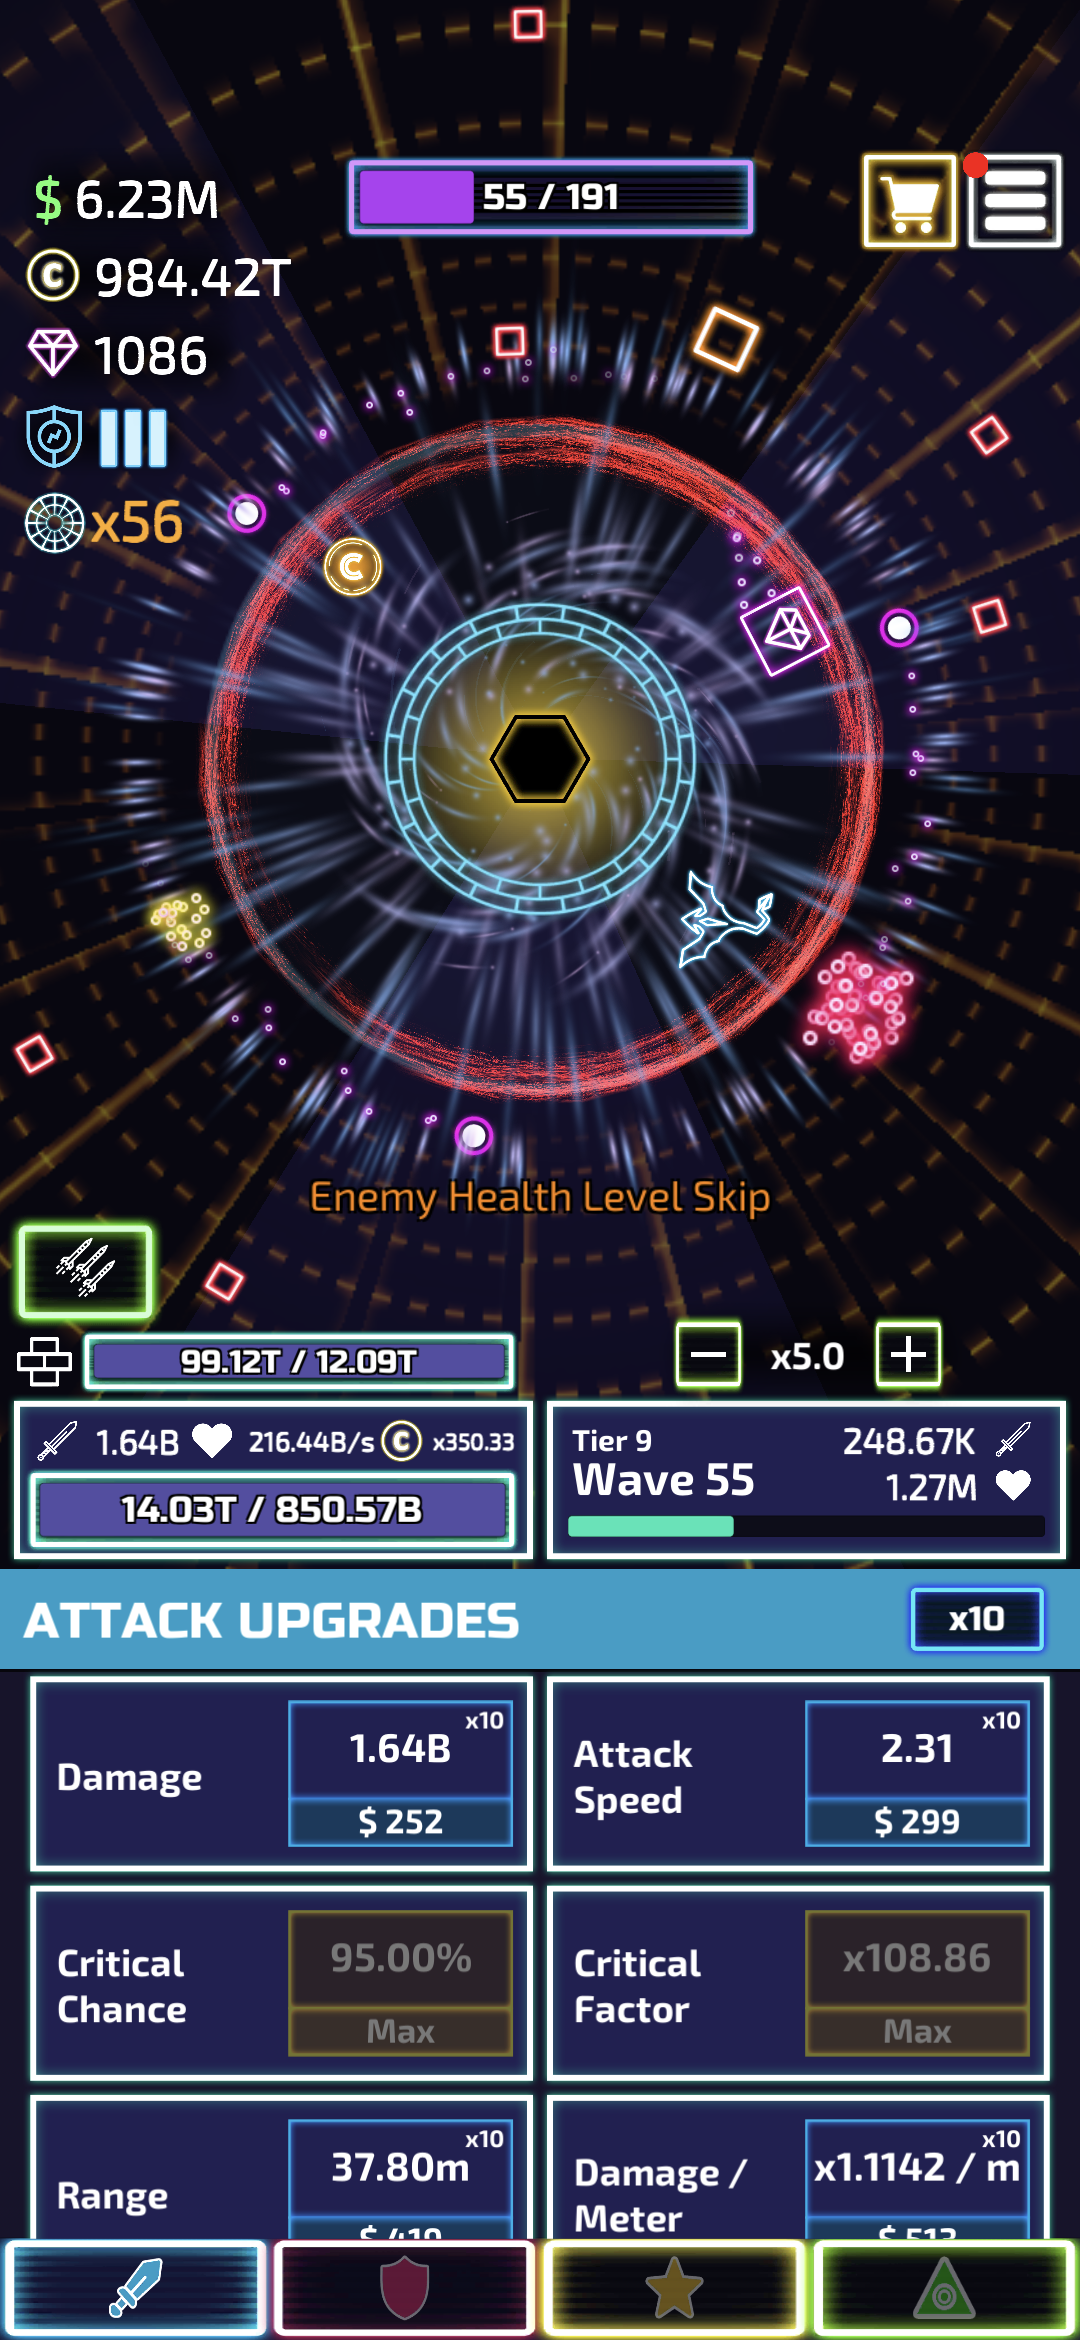 $ 6.23M
55 / 191
C 984.42T
1086
x56
C
Enemy Health Level Skip
99.12T / 12.09T
x5.0
1.64B 216.44B/s C x350.33
14.03T / 850.57B
Tier 9 248.67K
Wave 55 1.27M
ATTACK UPGRADES x10
Damage
x10
1.64B
$ 252
Attack
Speed
x10
2.31
$ 299
Critical
Chance
95.00%
Max
Critical
Factor
x108.86
Max
Range
x10
37.80m
$ 419
Damage /
Meter
x10
x1.1142 / m
$ 513